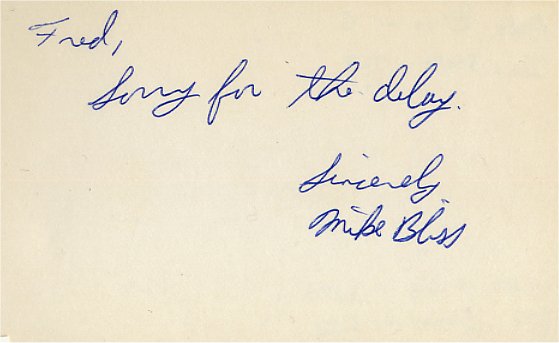 Fred,
Sorry for the delay.
Sincerely
Mike Bliss